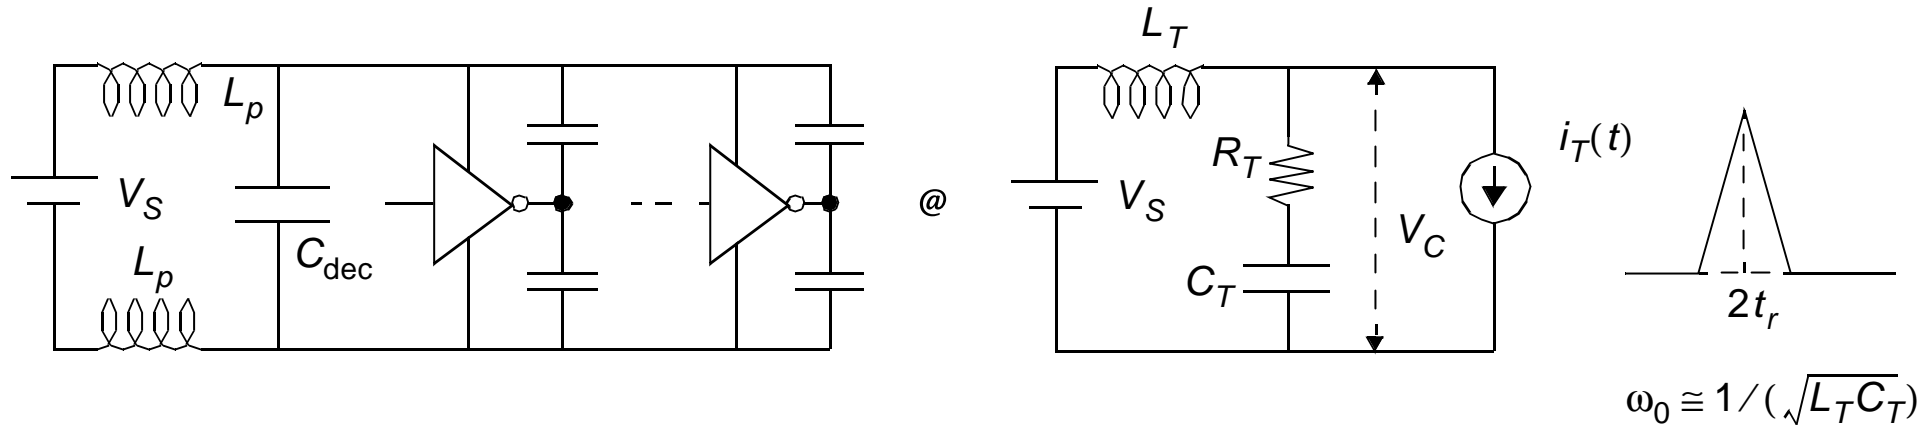 L_p
V_S
L_p
C_dec
@
L_T
R_T
V_S
V_C
C_T
i_T(t)
2t_r
ω_0 ≅ 1/(√L_T C_T)